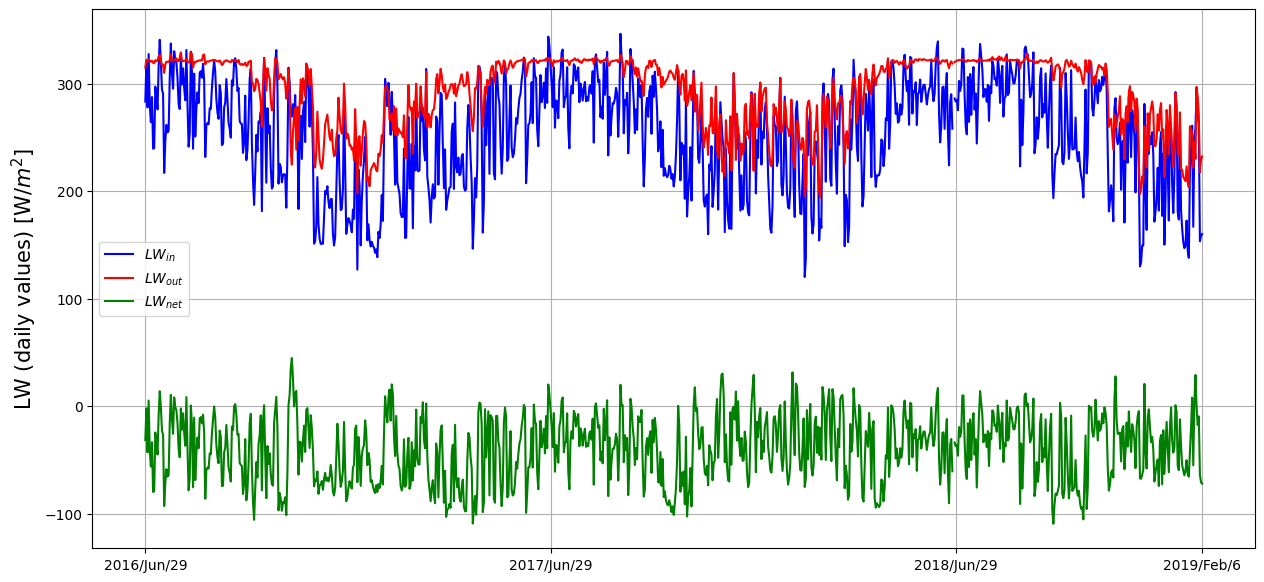 LW (daily values) [W/m²]
300
200
100
0
−100
LW_in
LW_out
LW_net
2016/Jun/29
2017/Jun/29
2018/Jun/29
2019/Feb/6